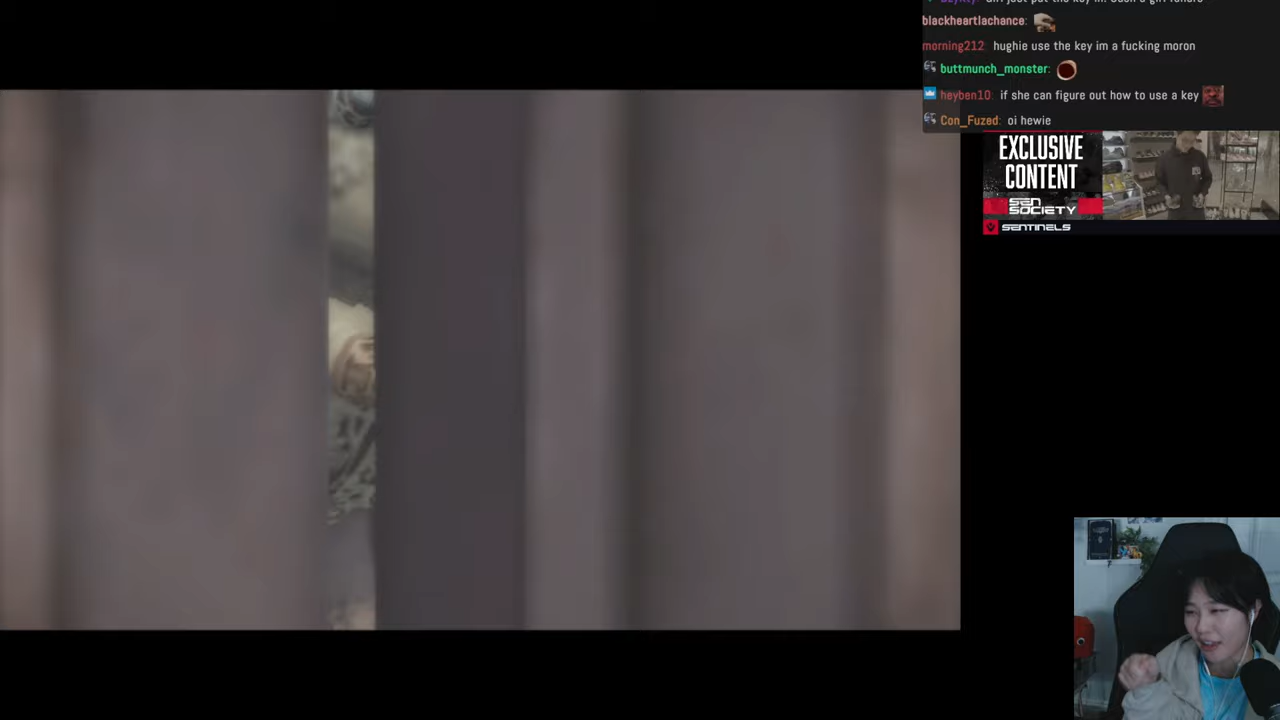 blackheartlachance:
morning212: hughie use the key im a fucking moron
buttmunch_monster:
heyben10: if she can figure out how to use a key
Con_Fuzed: oi hewie
EXCLUSIVE
CONTENT
SEN
SOCIETY
SENTINELS